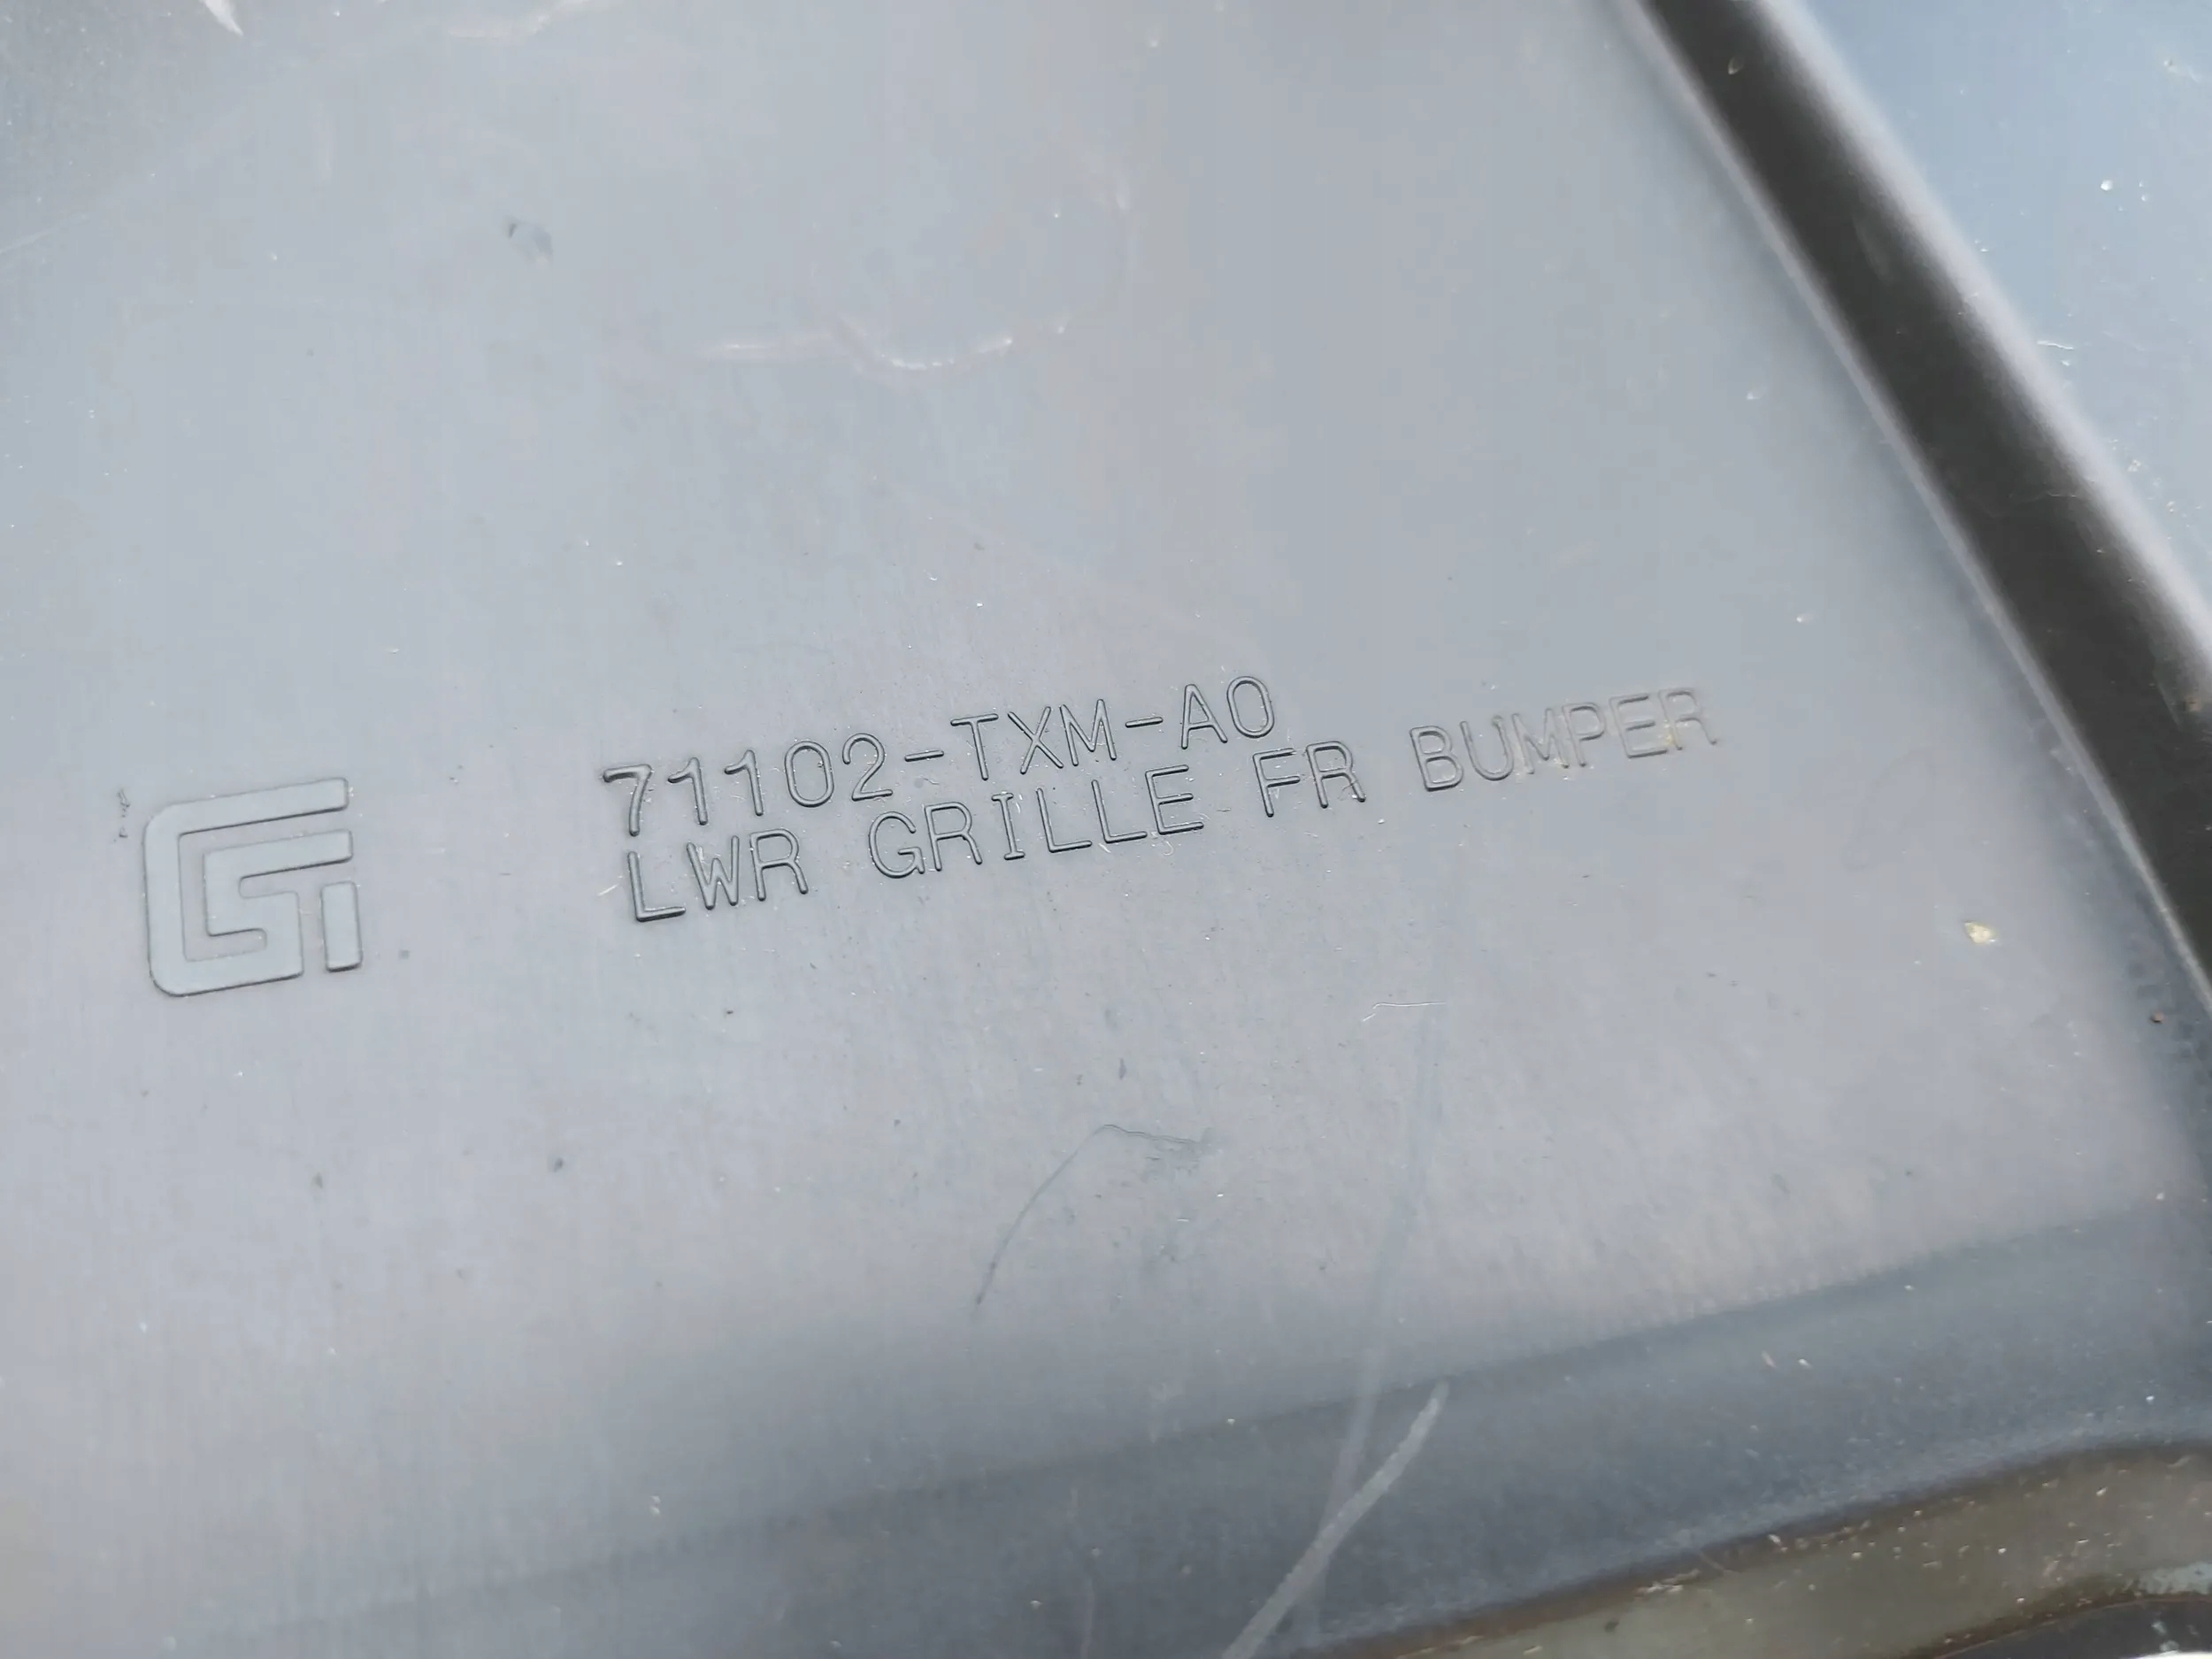 71102-TXM-A0
LWR GRILLE FR BUMPER